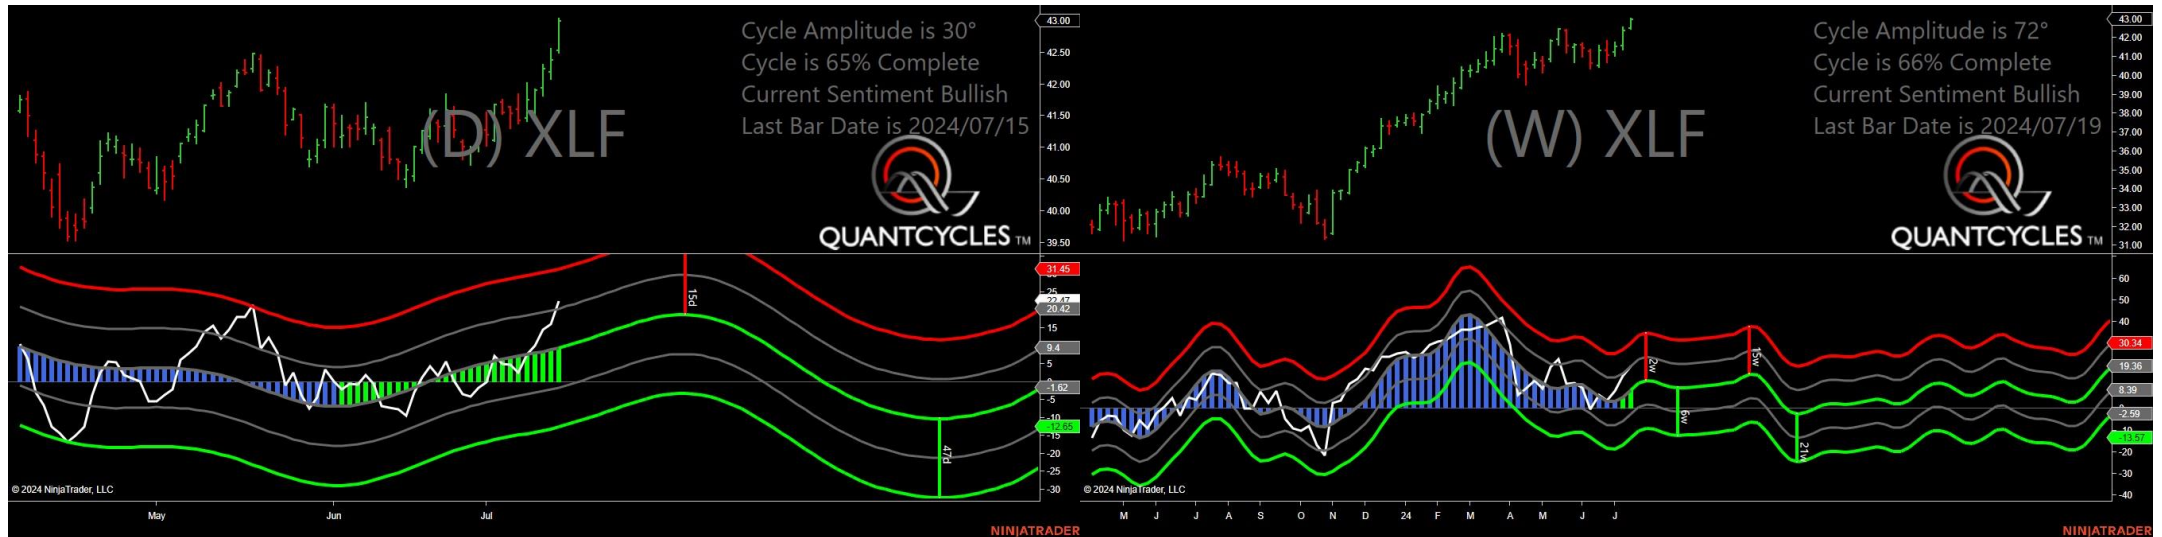 Cycle Amplitude is 30°
Cycle is 65% Complete
Current Sentiment Bullish
Last Bar Date is 2024/07/15
(D) XLF
QUANTCYCLES TM
43.00
42.50
42.00
41.50
41.00
40.50
40.00
39.50
31.45
25
22.47
20.42
15
9.4
5
0
-1.62
-5
-10
-12.65
-15
-20
-25
-30
15d
47d
© 2024 NinjaTrader, LLC
May
Jun
Jul
NINJATRADER
Cycle Amplitude is 72°
Cycle is 66% Complete
Current Sentiment Bullish
Last Bar Date is 2024/07/19
(W) XLF
QUANTCYCLES TM
43.00
42.00
41.00
40.00
39.00
38.00
37.00
36.00
35.00
34.00
33.00
32.00
31.00
60
50
40
30.34
19.36
8.39
-2.59
-10
-13.57
-20
-30
-40
2w
6w
15w
21w
© 2024 NinjaTrader, LLC
M
J
J
A
S
O
N
D
24
F
M
A
M
J
J
NINJATRADER